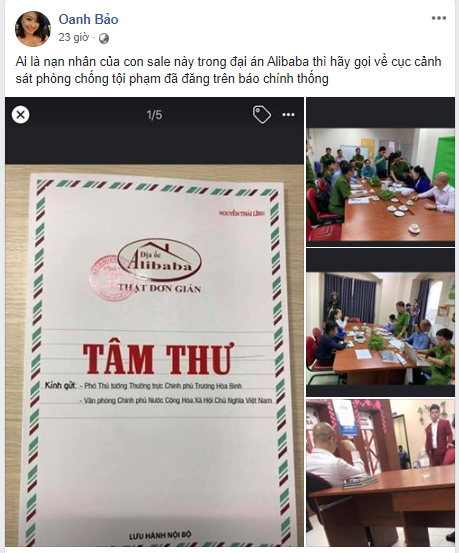 Oanh Bảo
23 giờ ·
Ai là nạn nhân của con sale này trong đại án Alibaba thì hãy gọi về cục cảnh
sát phòng chống tội phạm đã đăng trên báo chính thống
1/5
NGUYỄN THÁI LĨNH
Địa ốc
Alibaba
THẬT ĐƠN GIẢN
TÂM THƯ
Kính gửi: - Phó Thủ tướng Thường trực Chính phủ Trương Hòa Bình
- Văn phòng Chính phủ Nước Cộng Hòa Xã Hội Chủ Nghĩa Việt Nam
LƯU HÀNH NỘI BỘ